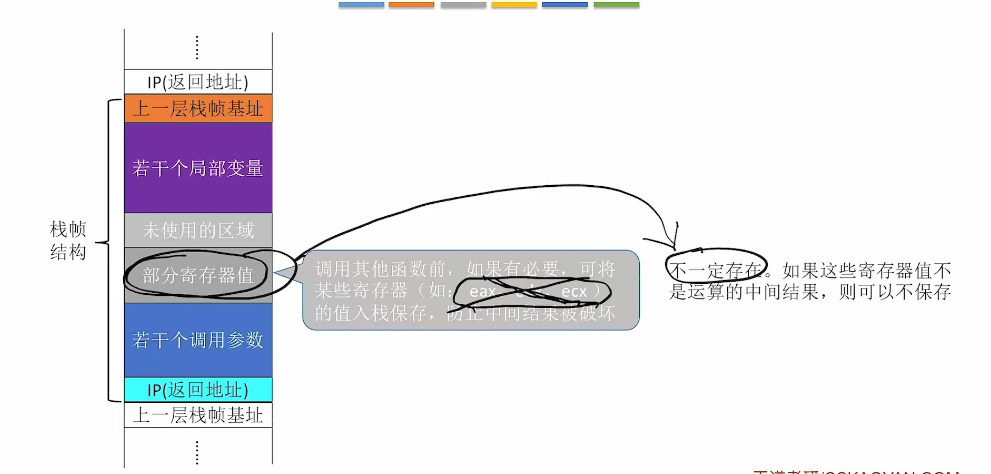 IP(返回地址)
上一层栈帧基址
若干个局部变量
栈帧
结构
未使用的区域
部分寄存器值
调用其他函数前，如果有必要，可将
某些寄存器（如：eax ecx）
的值入栈保存，防止中间结果被破坏
不一定存在。如果这些寄存器值不
是运算的中间结果，则可以不保存
若干个调用参数
IP(返回地址)
上一层栈帧基址